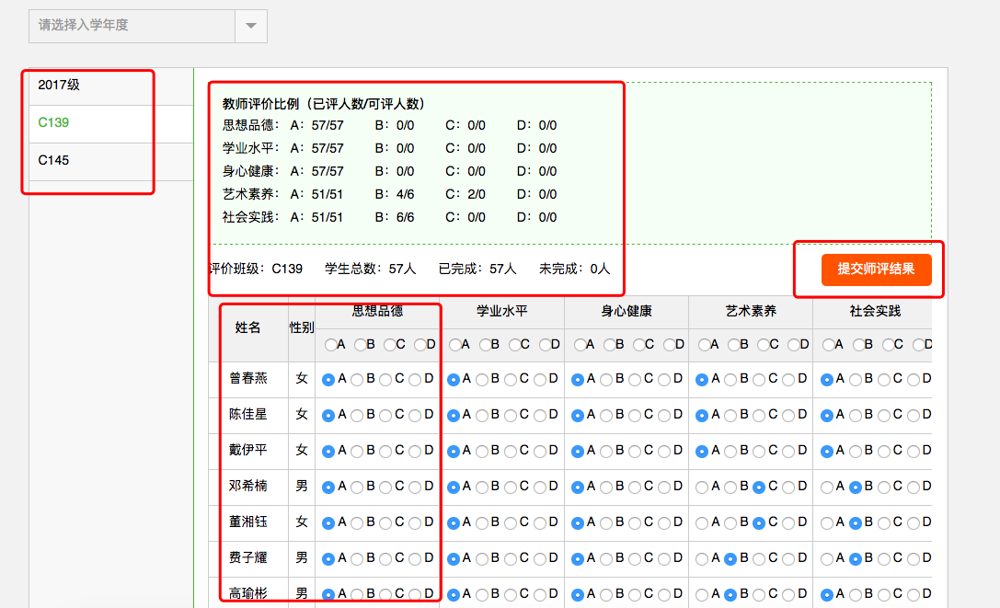 请选择入学年度
2017级
C139
C145
教师评价比例（已评人数/可评人数）
思想品德： A：57/57 B：0/0 C：0/0 D：0/0
学业水平： A：57/57 B：0/0 C：0/0 D：0/0
身心健康： A：57/57 B：0/0 C：0/0 D：0/0
艺术素养： A：51/51 B：4/6 C：2/0 D：0/0
社会实践： A：51/51 B：6/6 C：0/0 D：0/0
评价班级：C139 学生总数：57人 已完成：57人 未完成：0人
提交师评结果
姓名 性别 思想品德 学业水平 身心健康 艺术素养 社会实践
A B C D A B C D A B C D A B C D A B C D
曾春燕 女 A B C D A B C D A B C D A B C D A B C D
陈佳星 女 A B C D A B C D A B C D A B C D A B C D
戴伊平 女 A B C D A B C D A B C D A B C D A B C D
邓希楠 男 A B C D A B C D A B C D A B C D A B C D
董湘钰 女 A B C D A B C D A B C D A B C D A B C D
费子耀 男 A B C D A B C D A B C D A B C D A B C D
高瑜彬 男 A B C D A B C D A B C D A B C D A B C D